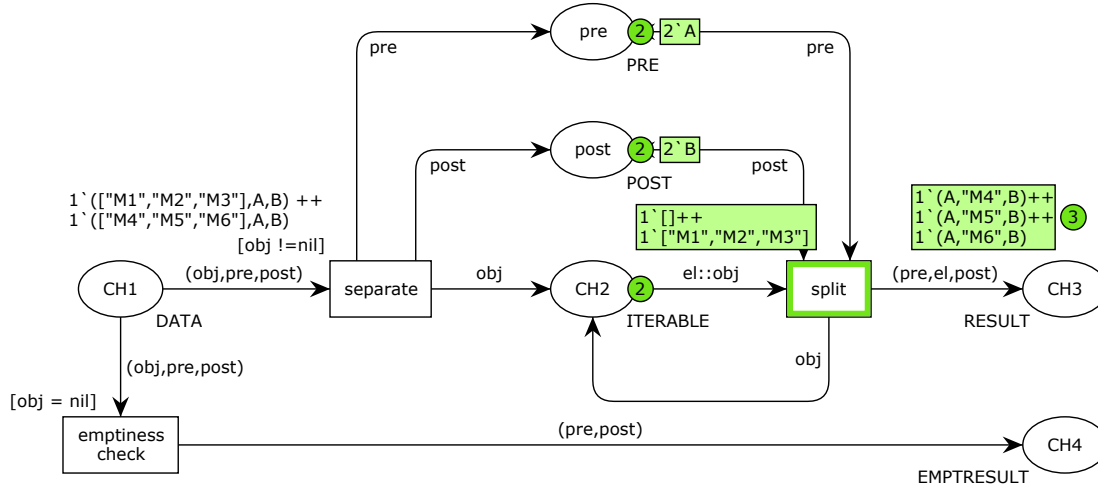 pre
2
2`A
PRE
pre
pre
post
2
2`B
POST
post
post
1`(["M1","M2","M3"],A,B) ++
1`(["M4","M5","M6"],A,B)
[obj !=nil]
1`[]++
1`["M1","M2","M3"]
1`(A,"M4",B)++
1`(A,"M5",B)++
1`(A,"M6",B)
3
CH1
(obj,pre,post)
separate
obj
CH2
2
el::obj
split
(pre,el,post)
CH3
DATA
ITERABLE
RESULT
(obj,pre,post)
obj
[obj = nil]
emptiness
check
(pre,post)
CH4
EMPTRESULT